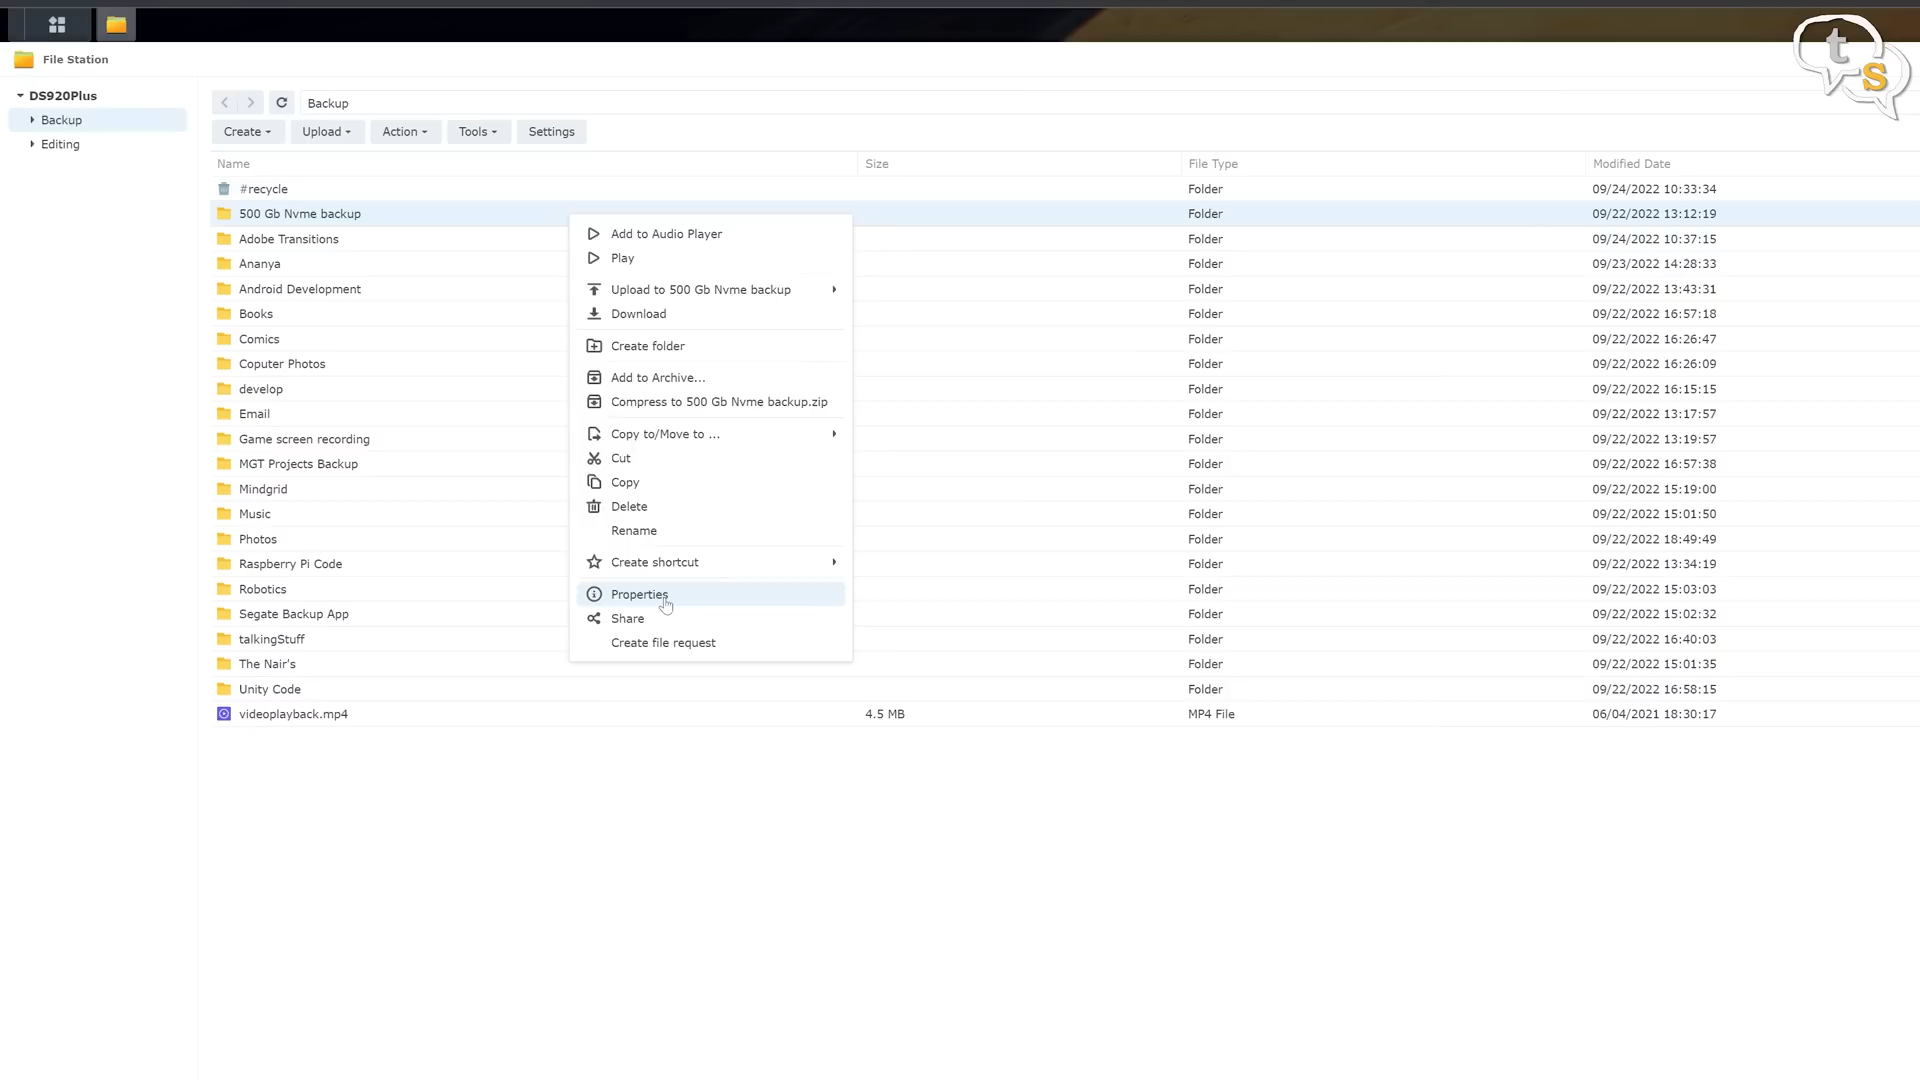 t
s
File Station
DS920Plus
Backup
Editing
Backup
Create Upload Action Tools Settings
Name Size File Type Modified Date
#recycle Folder 09/24/2022 10:33:34
500 Gb Nvme backup Folder 09/22/2022 13:12:19
Adobe Transitions Folder 09/24/2022 10:37:15
Ananya Folder 09/23/2022 14:28:33
Android Development Folder 09/22/2022 13:43:31
Books Folder 09/22/2022 16:57:18
Comics Folder 09/22/2022 16:26:47
Coputer Photos Folder 09/22/2022 16:26:09
develop Folder 09/22/2022 16:15:15
Email Folder 09/22/2022 13:17:57
Game screen recording Folder 09/22/2022 13:19:57
MGT Projects Backup Folder 09/22/2022 16:57:38
Mindgrid Folder 09/22/2022 15:19:00
Music Folder 09/22/2022 15:01:50
Photos Folder 09/22/2022 18:49:49
Raspberry Pi Code Folder 09/22/2022 13:34:19
Robotics Folder 09/22/2022 15:03:03
Segate Backup App Folder 09/22/2022 15:02:32
talkingStuff Folder 09/22/2022 16:40:03
The Nair's Folder 09/22/2022 15:01:35
Unity Code Folder 09/22/2022 16:58:15
videoplayback.mp4 4.5 MB MP4 File 06/04/2021 18:30:17
Add to Audio Player
Play
Upload to 500 Gb Nvme backup
Download
Create folder
Add to Archive...
Compress to 500 Gb Nvme backup.zip
Copy to/Move to ...
Cut
Copy
Delete
Rename
Create shortcut
Properties
Share
Create file request